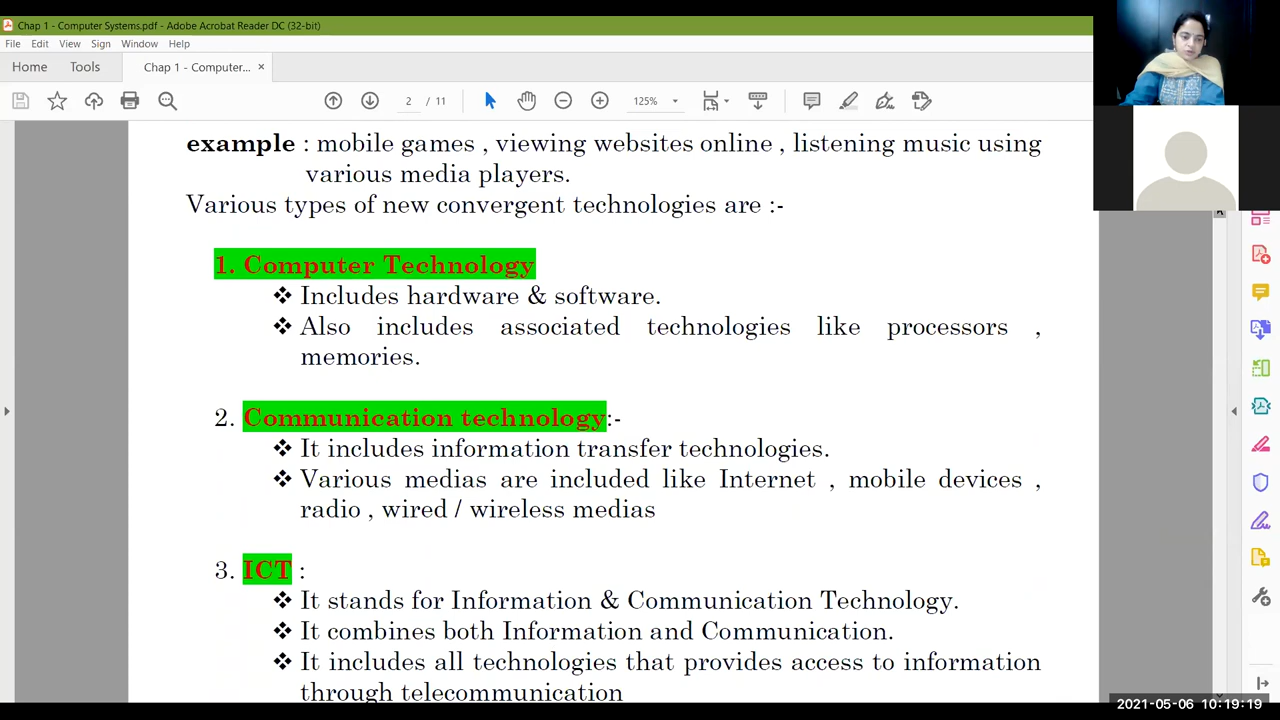 Chap 1 - Computer Systems.pdf - Adobe Acrobat Reader DC (32-bit)
File Edit View Sign Window Help
Home Tools Chap 1 - Computer... ×
2 / 11 125%
example : mobile games , viewing websites online , listening music using
various media players.
Various types of new convergent technologies are :-
1. Computer Technology
❖ Includes hardware & software.
❖ Also includes associated technologies like processors ,
memories.
2. Communication technology:-
❖ It includes information transfer technologies.
❖ Various medias are included like Internet , mobile devices ,
radio , wired / wireless medias
3. ICT :
❖ It stands for Information & Communication Technology.
❖ It combines both Information and Communication.
❖ It includes all technologies that provides access to information
through telecommunication
2021-05-06 10:19:19